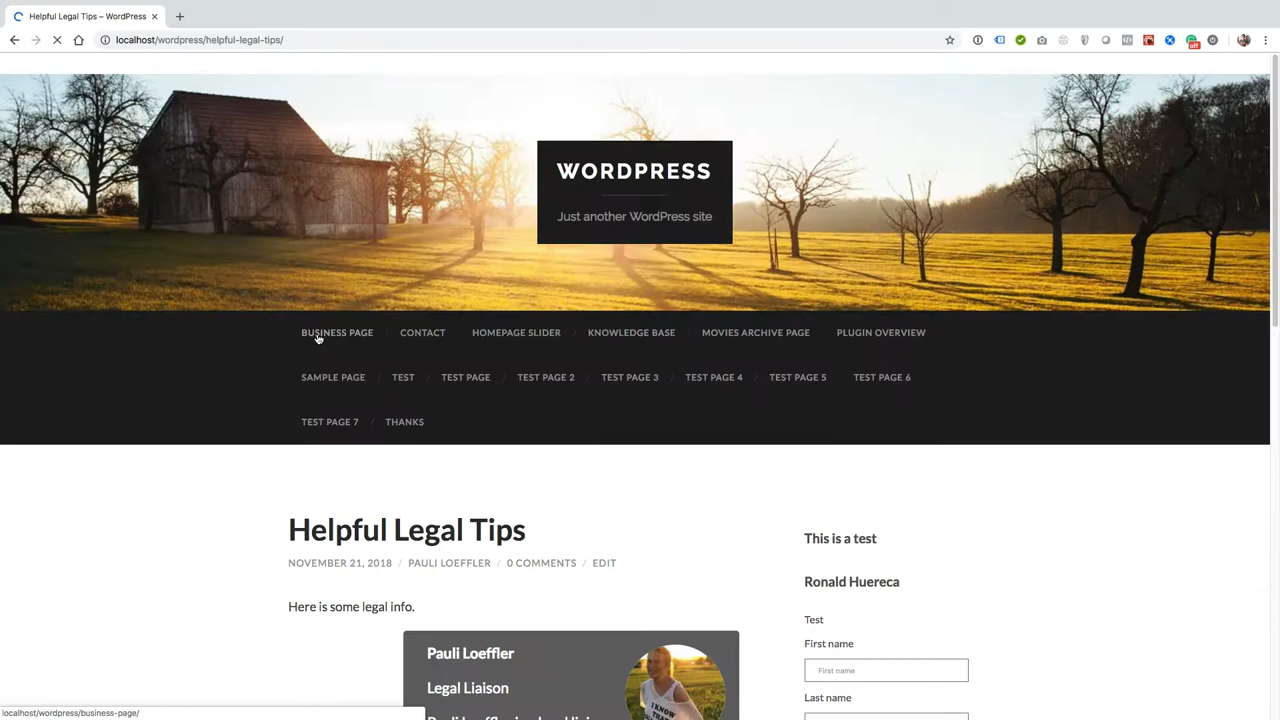 Helpful Legal Tips – WordPress
localhost/wordpress/helpful-legal-tips/
off
WORDPRESS
Just another WordPress site
BUSINESS PAGE / CONTACT HOMEPAGE SLIDER / KNOWLEDGE BASE / MOVIES ARCHIVE PAGE / PLUGIN OVERVIEW
SAMPLE PAGE / TEST / TEST PAGE / TEST PAGE 2 / TEST PAGE 3 / TEST PAGE 4 / TEST PAGE 5 / TEST PAGE 6
TEST PAGE 7 / THANKS
Helpful Legal Tips
NOVEMBER 21, 2018 / PAULI LOEFFLER / 0 COMMENTS / EDIT
Here is some legal info.
Pauli Loeffler
Legal Liaison
I KNOW
This is a test
Ronald Huereca
Test
First name
First name
Last name
localhost/wordpress/business-page/